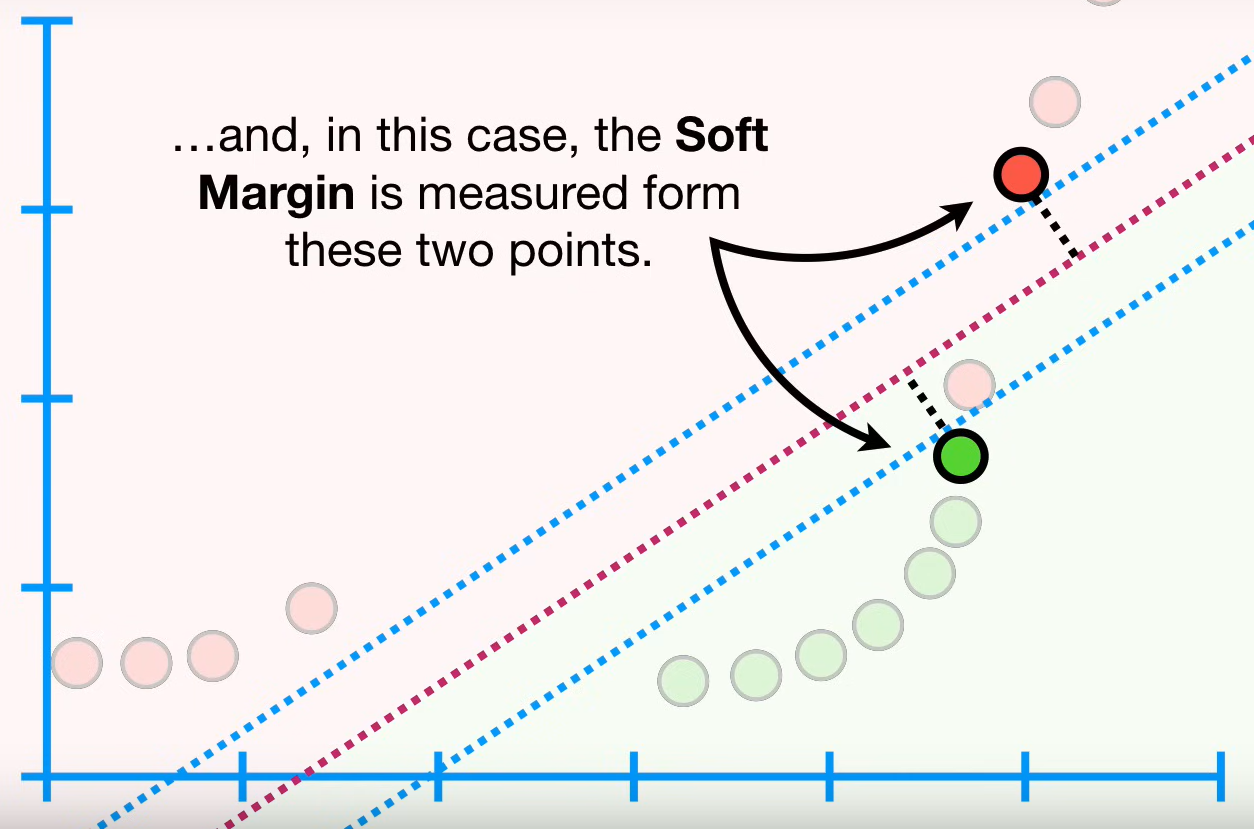 …and, in this case, the Soft
Margin is measured form
these two points.